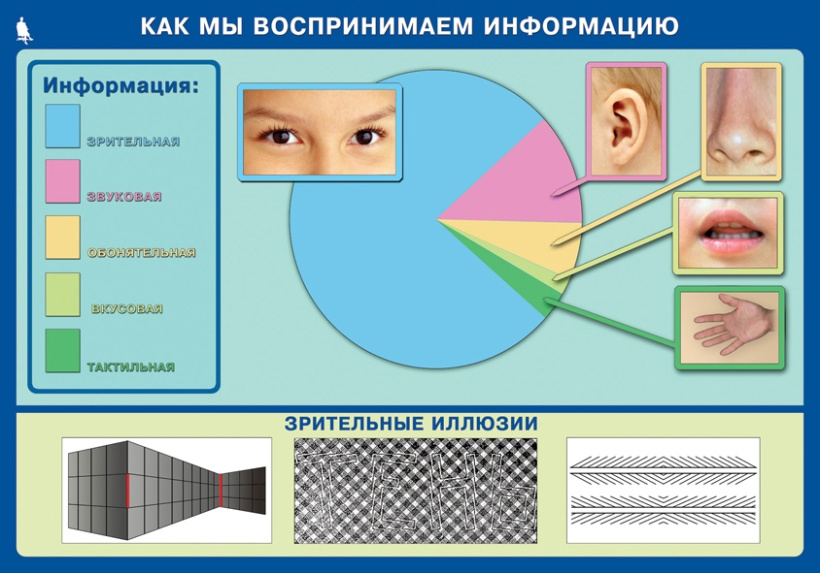 КАК МЫ ВОСПРИНИМАЕМ ИНФОРМАЦИЮ
Информация:
ЗРИТЕЛЬНАЯ
ЗВУКОВАЯ
ОБОНЯТЕЛЬНАЯ
ВКУСОВАЯ
ТАКТИЛЬНАЯ
ЗРИТЕЛЬНЫЕ ИЛЛЮЗИИ